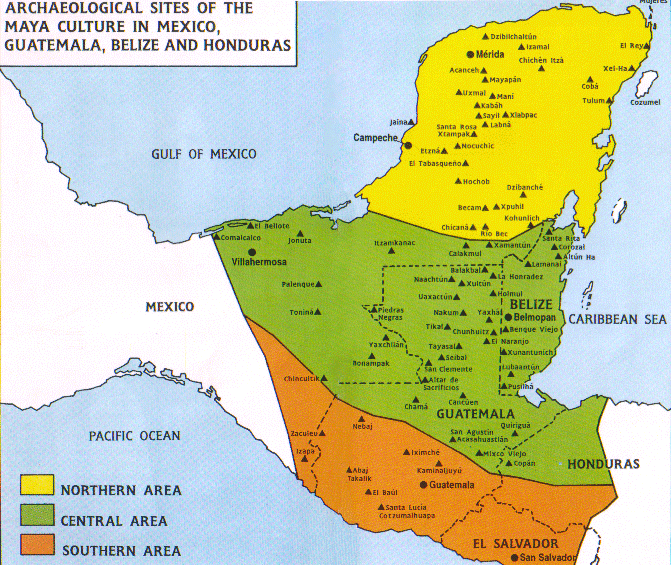 ARCHAEOLOGICAL SITES OF THE
MAYA CULTURE IN MEXICO,
GUATEMALA, BELIZE AND HONDURAS
Mujeres
Dzibilchaltún
Mérida
Izamal
El Rey
Acanceh
Chichén Itzá
Xel-Ha
Mayapán
Cobá
Uxmal
Maní
Tulum
Cozumel
Kabáh
Sayil
Xlabpac
Jaina
Santa Rosa
Labná
Xtampak
Campeche
Etzná
Nocuchic
GULF OF MEXICO
El Tabasqueño
Hochob
Dzibanché
Becam
Xpuhil
Kohunlich
Chicaná
Río Bec
El Bellote
Comalcalco
Jonuta
Itzamkanac
Xamantún
Calakmul
Santa Rita
Corozal
Altún Ha
Lamanai
Villahermosa
Balakbal
La Honradez
Naachtún
Xultún
Palenque
Uaxactún
Holmul
MEXICO
Toniná
Piedras
Negras
Nakum
Yaxhá
BELIZE
Belmopan
CARIBBEAN SEA
Tikal
Chunhuitz
Benque Viejo
Yaxchilan
Tayasal
El Naranjo
Bonampak
Seibal
Xunantunich
San Clemente
Lubaantún
Chincultik
Altar de
Sacrificios
Pusilhá
Chamá
Cancúen
GUATEMALA
PACIFIC OCEAN
Nebaj
Zaculeu
San Agustín
Acasahuastlán
Quiriguá
Izapa
Iximché
Mixco Viejo
Abaj
Takalik
Kaminaljuyú
Copán
HONDURAS
Guatemala
El Baúl
Santa Lucía
Cotzumalhuapa
NORTHERN AREA
CENTRAL AREA
SOUTHERN AREA
EL SALVADOR
San Salvador